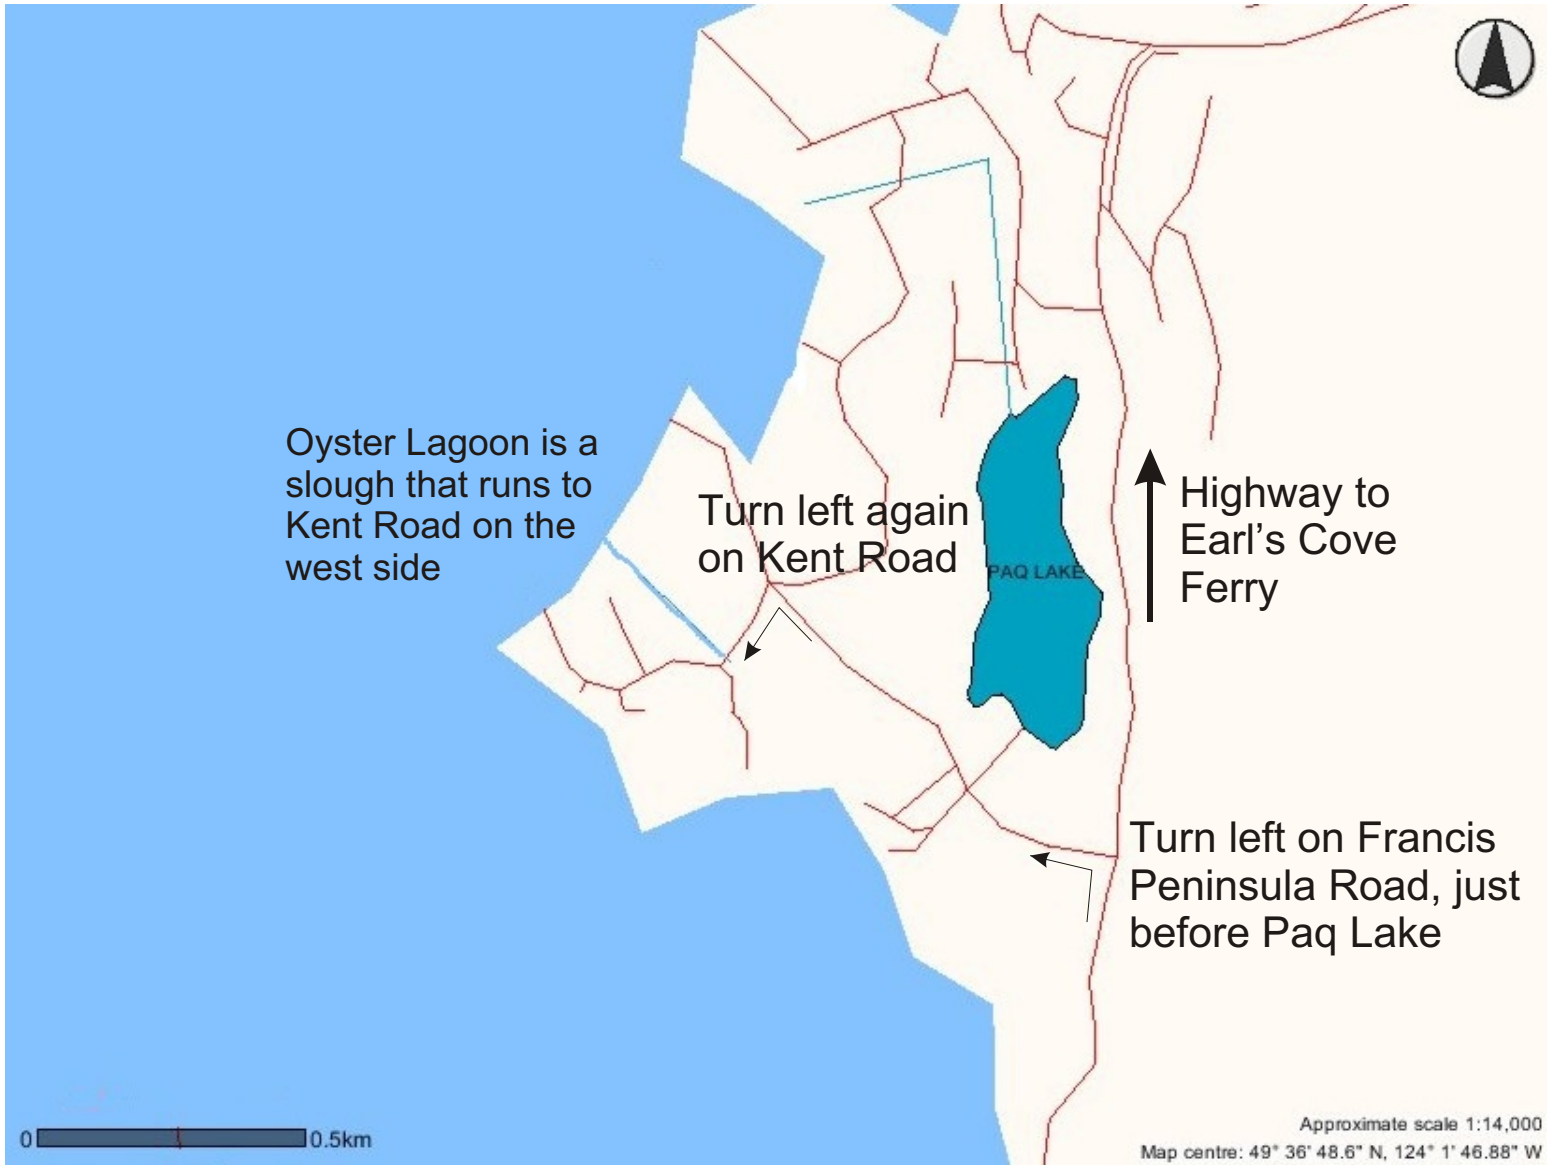 Oyster Lagoon is a
slough that runs to
Kent Road on the
west side
Turn left again
on Kent Road
PAQ LAKE
Highway to
Earl's Cove
Ferry
Turn left on Francis
Peninsula Road, just
before Paq Lake
0 0.5km
Approximate scale 1:14,000
Map centre: 49° 36' 48.6" N, 124° 1' 46.88" W